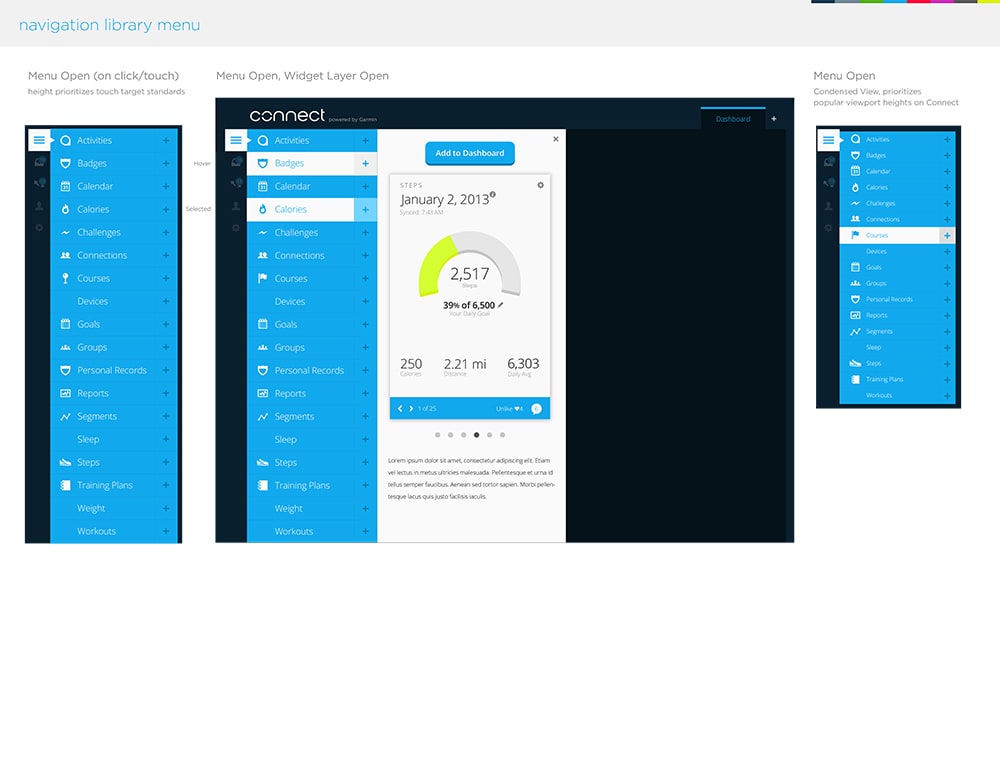 navigation library menu
Menu Open (on click/touch)
height prioritizes touch target standards
Activities
Badges
Calendar
Calories
Challenges
Connections
Courses
Devices
Goals
Groups
Personal Records
Reports
Segments
Sleep
Steps
Training Plans
Weight
Workouts
Menu Open, Widget Layer Open
Hover
Selected
connect powered by Garmin
Dashboard +
Activities
Badges
Calendar
Calories
Challenges
Connections
Courses
Devices
Goals
Groups
Personal Records
Reports
Segments
Sleep
Steps
Training Plans
Weight
Workouts
Add to Dashboard
STEPS
January 2, 2013
Synced: 7:43 AM
2,517
Steps
39% of 6,500
Your Daily Goal
250 2.21 mi 6,303
Calories Distance Daily Avg
1 of 25 Unlike 4 6
Lorem ipsum dolor sit amet, consectetur adipiscing elit. Etiam
vel lectus in metus ultricies malesuada. Pellentesque et urna id
tellus semper faucibus. Aenean sed tortor sapien. Morbi pellen-
tesque lacus quis justo facilisis iaculis.
Menu Open
Condensed View, prioritizes
popular viewport heights on Connect
Activities
Badges
Calendar
Calories
Challenges
Connections
Courses
Devices
Goals
Groups
Personal Records
Reports
Segments
Sleep
Steps
Training Plans
Workouts